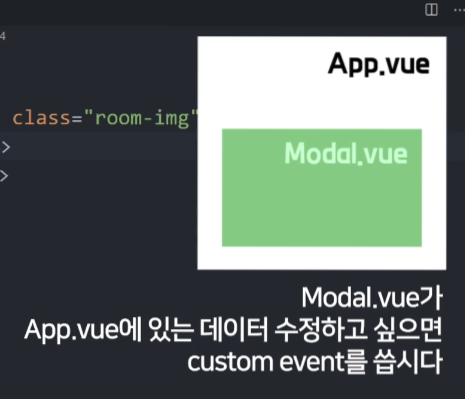 4
App.vue
class="room-img"
>
Modal.vue
>
Modal.vue가
App.vue에 있는 데이터 수정하고 싶으면
custom event를 씁시다